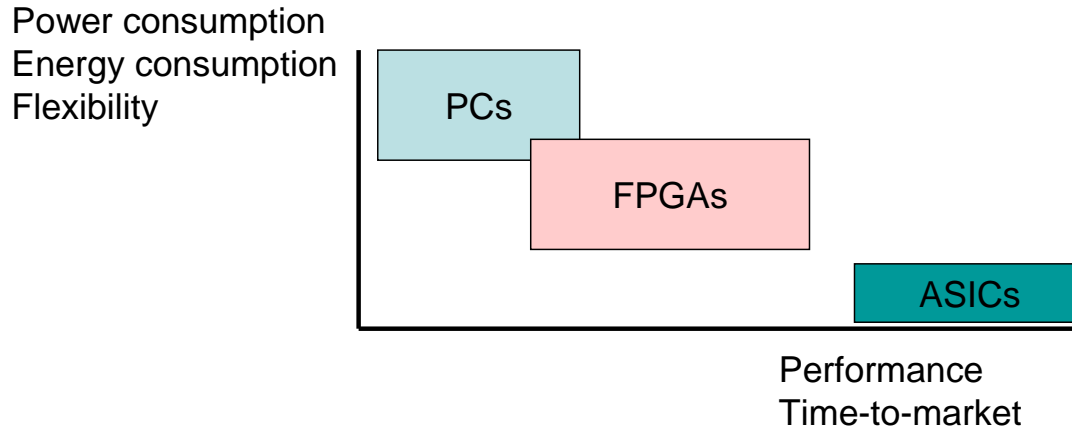 Power consumption
Energy consumption
Flexibility
PCs
FPGAs
ASICs
Performance
Time-to-market